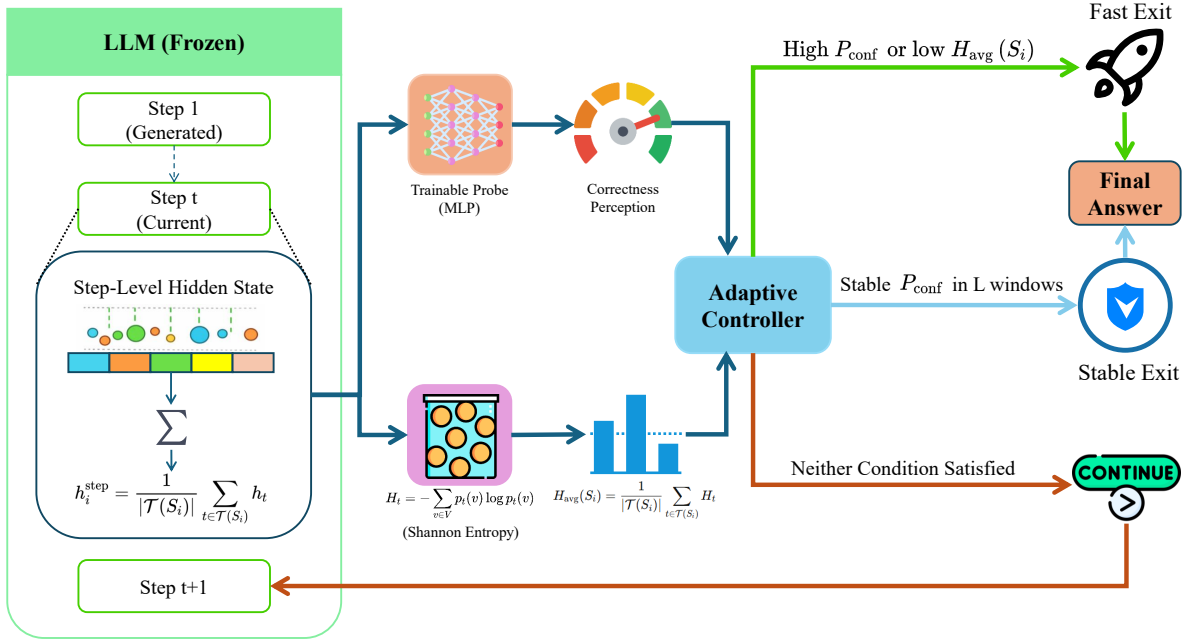 LLM (Frozen)
Step 1
(Generated)
Step t
(Current)
Step-Level Hidden State
∑
h_i^step = 1/|𝒯(S_i)| ∑_{t∈𝒯(S_i)} h_t
Step t+1
Trainable Probe
(MLP)
Correctness
Perception
H_t = −∑_{v∈V} p_t(v) log p_t(v)
(Shannon Entropy)
H_avg(S_i) = 1/|𝒯(S_i)| ∑_{t∈𝒯(S_i)} H_t
Adaptive
Controller
High P_conf or low H_avg (S_i)
Fast Exit
Final
Answer
Stable P_conf in L windows
Stable Exit
Neither Condition Satisfied
CONTINUE
>